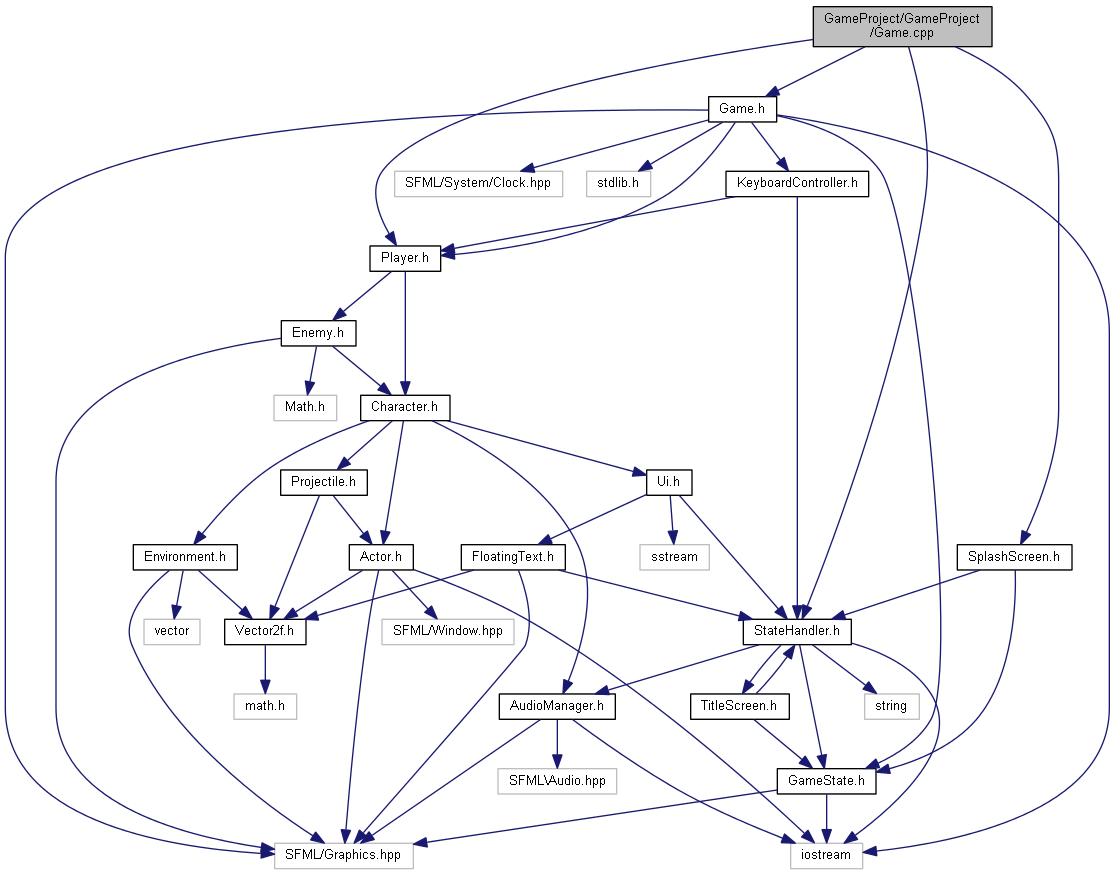 GameProject/GameProject
/Game.cpp
Game.h
SFML/System/Clock.hpp
stdlib.h
KeyboardController.h
Player.h
Enemy.h
Math.h
Character.h
Projectile.h
Ui.h
Environment.h
Actor.h
FloatingText.h
sstream
SplashScreen.h
vector
Vector2f.h
SFML/Window.hpp
StateHandler.h
math.h
AudioManager.h
TitleScreen.h
string
SFML\Audio.hpp
GameState.h
SFML/Graphics.hpp
iostream